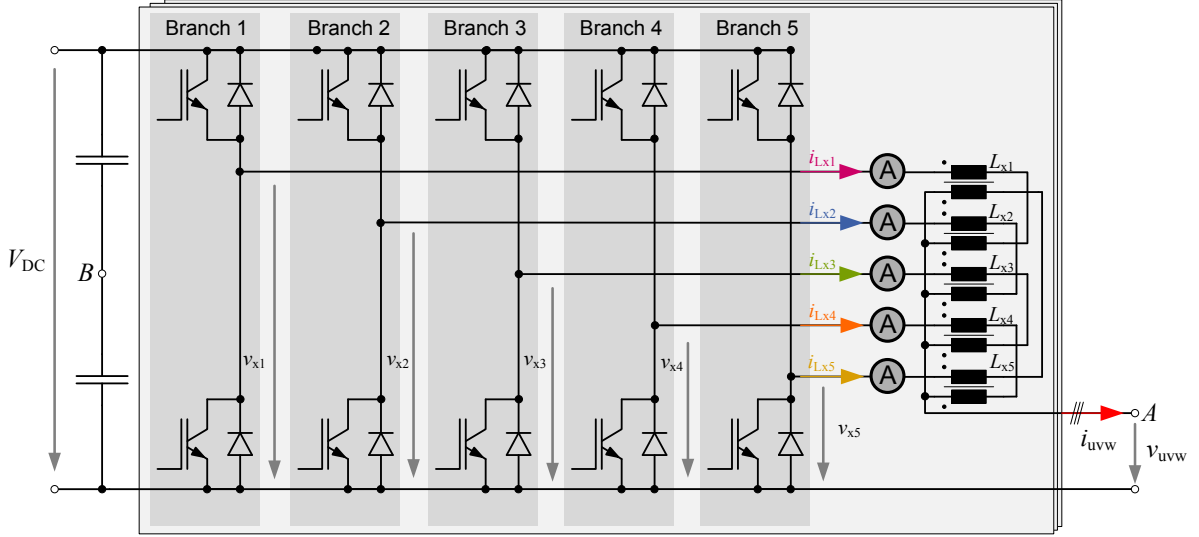 Branch 1 Branch 2 Branch 3 Branch 4 Branch 5
V_DC
B
i_Lx1 A L_x1
i_Lx2 A L_x2
i_Lx3 A L_x3
i_Lx4 A L_x4
i_Lx5 A L_x5
v_x1 v_x2 v_x3 v_x4 v_x5
A
i_uvw v_uvw